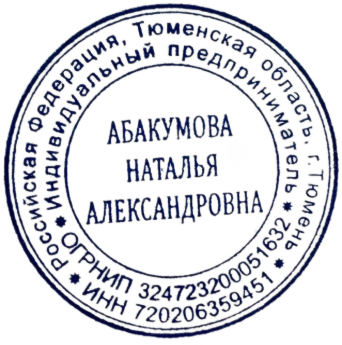 Российская Федерация, Тюменская область, г.Тюмень
* ИНН 720206359451 *
Индивидуальный предприниматель
* ОГРНИП 324723200051632 *
АБАКУМОВА
НАТАЛЬЯ
АЛЕКСАНДРОВНА